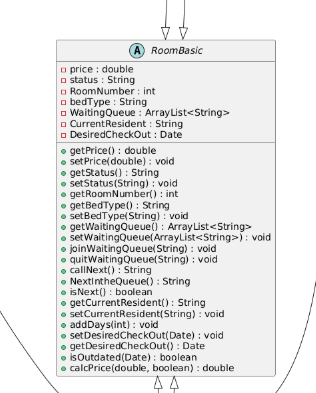 A RoomBasic
price : double
status : String
RoomNumber : int
bedType : String
WaitingQueue : ArrayList<String>
CurrentResident : String
DesiredCheckOut : Date
getPrice() : double
setPrice(double) : void
getStatus() : String
setStatus(String) : void
getRoomNumber() : int
getBedType() : String
setBedType(String) : void
getWaitingQueue() : ArrayList<String>
setWaitingQueue(ArrayList<String>) : void
joinWaitingQueue(String) : void
quitWaitingQueue(String) : void
callNext() : String
NextIntheQueue() : String
isNext() : boolean
getCurrentResident() : String
setCurrentResident(String) : void
addDays(int) : void
setDesiredCheckOut(Date) : void
getDesiredCheckOut() : Date
isOutdated(Date) : boolean
calcPrice(double, boolean) : double